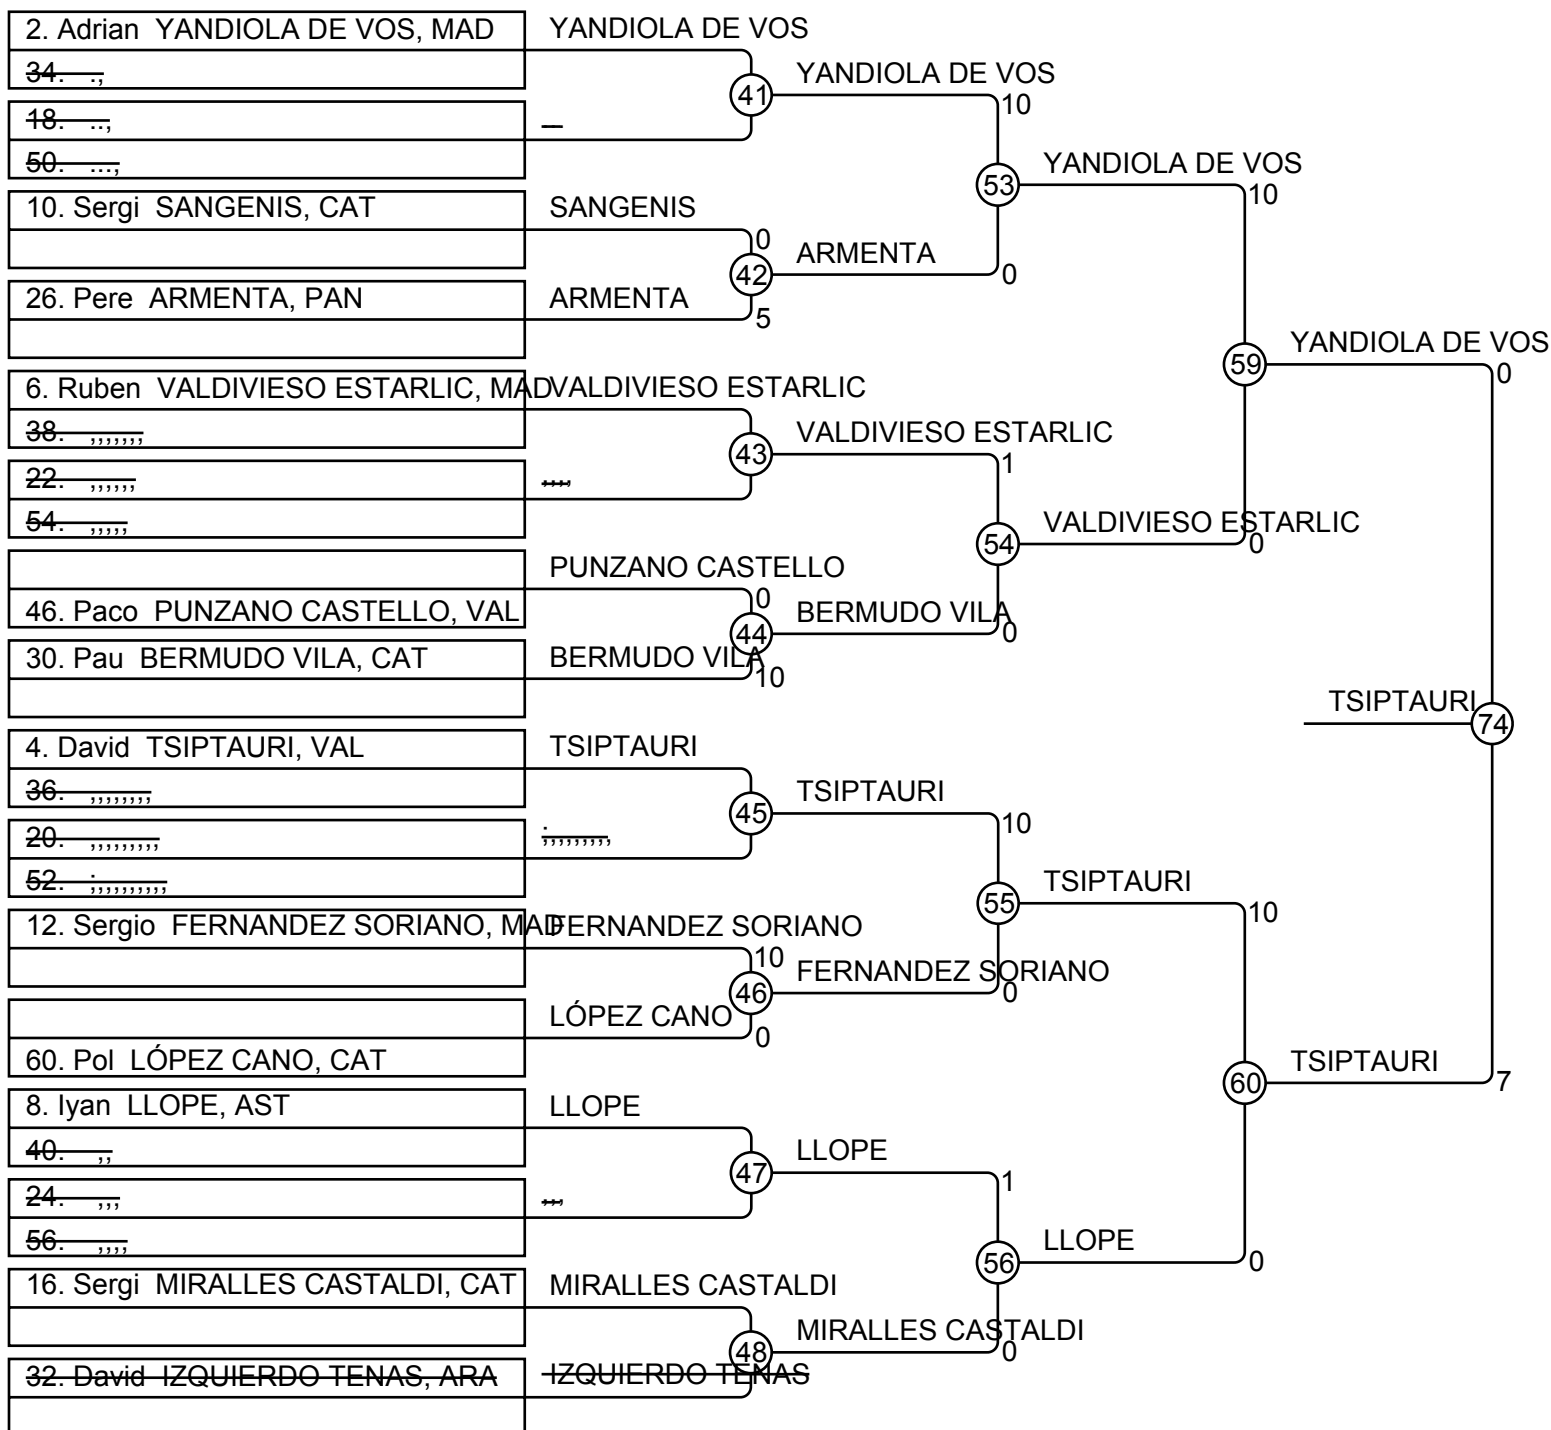 2. Adrian YANDIOLA DE VOS, MAD
YANDIOLA DE VOS
34. .,
41
YANDIOLA DE VOS
10
18. ..,
50. ...,
53
YANDIOLA DE VOS
10
10. Sergi SANGENIS, CAT
SANGENIS
0
42
ARMENTA
0
26. Pere ARMENTA, PAN
ARMENTA
5
59
YANDIOLA DE VOS
0
6. Ruben VALDIVIESO ESTARLIC, MAD
VALDIVIESO ESTARLIC
38. ,,,,,,,
43
VALDIVIESO ESTARLIC
1
22. ,,,,,,
,,,,
54. ,,,,,
54
VALDIVIESO ESTARLIC
0
PUNZANO CASTELLO
0
46. Paco PUNZANO CASTELLO, VAL
44
BERMUDO VILA
0
30. Pau BERMUDO VILA, CAT
BERMUDO VILA
10
TSIPTAURI
74
4. David TSIPTAURI, VAL
TSIPTAURI
36. ,,,,,,,,
45
TSIPTAURI
10
20. ,,,,,,,,,
;,,,,,,,,,
52. ;,,,,,,,,,
55
TSIPTAURI
10
12. Sergio FERNANDEZ SORIANO, MAD
FERNANDEZ SORIANO
10
46
FERNANDEZ SORIANO
0
LÓPEZ CANO
0
60. Pol LÓPEZ CANO, CAT
60
TSIPTAURI
7
8. Iyan LLOPE, AST
LLOPE
40. ,,
47
LLOPE
1
24. ,,,
,,,
56. ,,,,
56
LLOPE
0
16. Sergi MIRALLES CASTALDI, CAT
MIRALLES CASTALDI
48
MIRALLES CASTALDI
0
32. David IZQUIERDO TENAS, ARA
IZQUIERDO TENAS